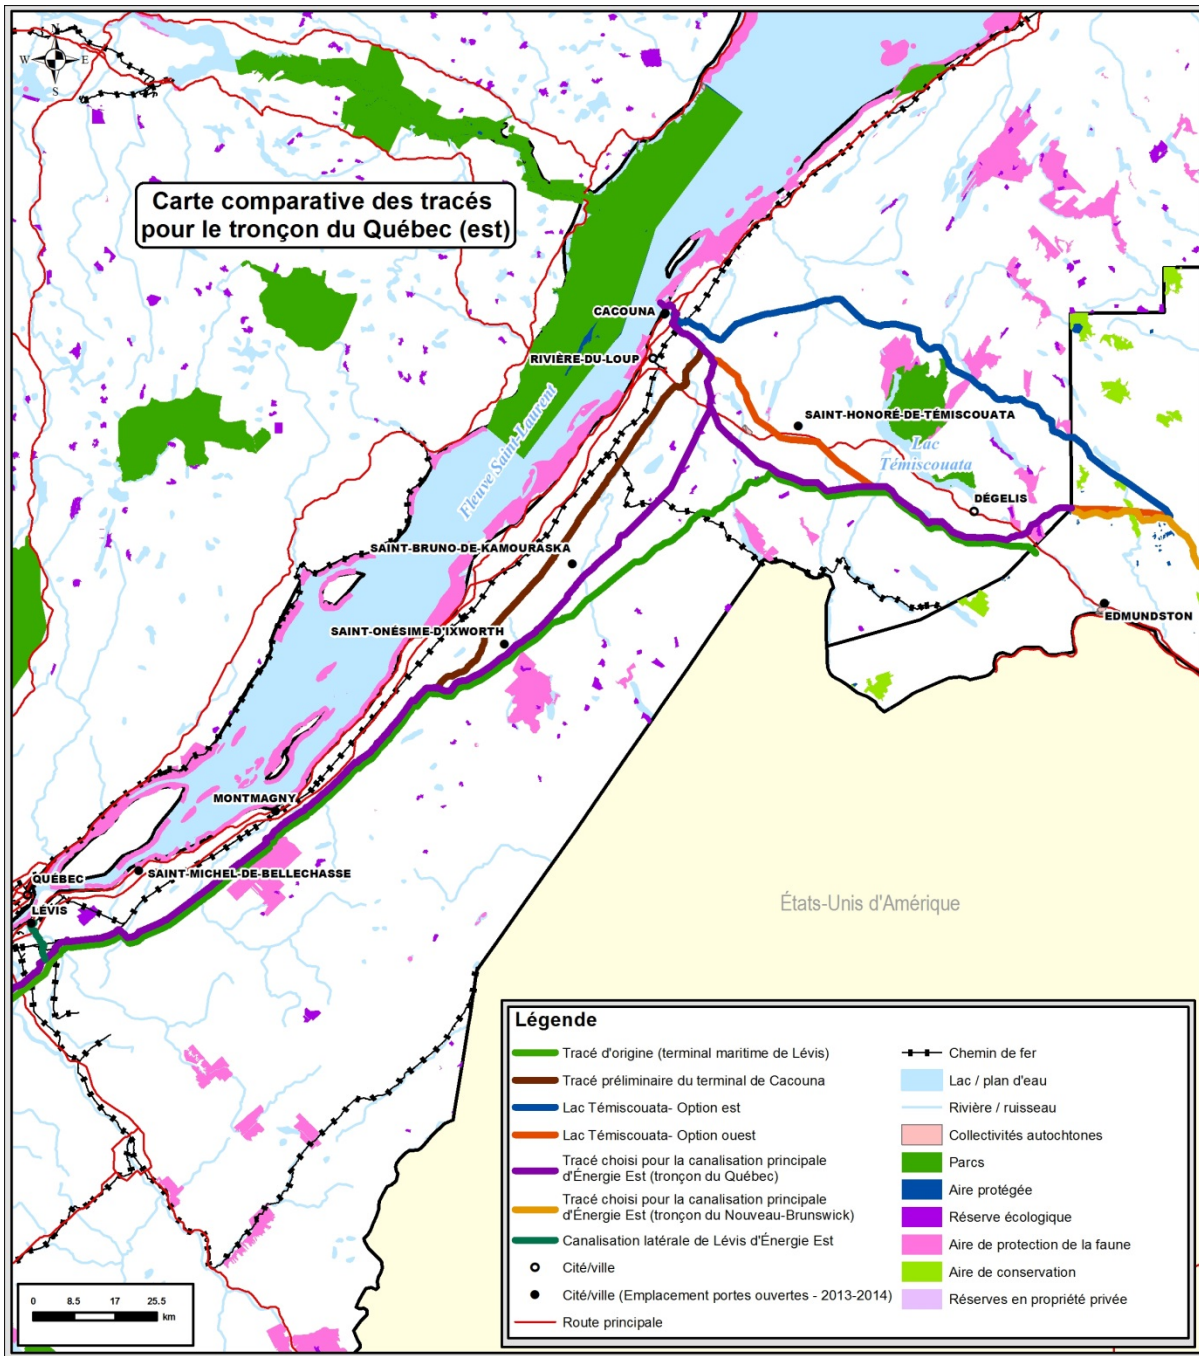 N
W
E
S
Carte comparative des tracés
pour le tronçon du Québec (est)
CACOUNA
RIVIÈRE-DU-LOUP
SAINT-HONORÉ-DE-TÉMISCOUATA
Lac
Témiscouata
Fleuve Saint-Laurent
DÉGELIS
SAINT-BRUNO-DE-KAMOURASKA
EDMUNDSTON
SAINT-ONÉSIME-D'IXWORTH
MONTMAGNY
SAINT-MICHEL-DE-BELLECHASSE
QUÉBEC
LÉVIS
États-Unis d'Amérique
Légende
Tracé d'origine (terminal maritime de Lévis)
Tracé préliminaire du terminal de Cacouna
Lac Témiscouata- Option est
Lac Témiscouata- Option ouest
Tracé choisi pour la canalisation principale
d'Énergie Est (tronçon du Québec)
Tracé choisi pour la canalisation principale
d'Énergie Est (tronçon du Nouveau-Brunswick)
Canalisation latérale de Lévis d'Énergie Est
Cité/ville
Cité/ville (Emplacement portes ouvertes - 2013-2014)
Route principale
Chemin de fer
Lac / plan d'eau
Rivière / ruisseau
Collectivités autochtones
Parcs
Aire protégée
Réserve écologique
Aire de protection de la faune
Aire de conservation
Réserves en propriété privée
0 8.5 17 25.5
km